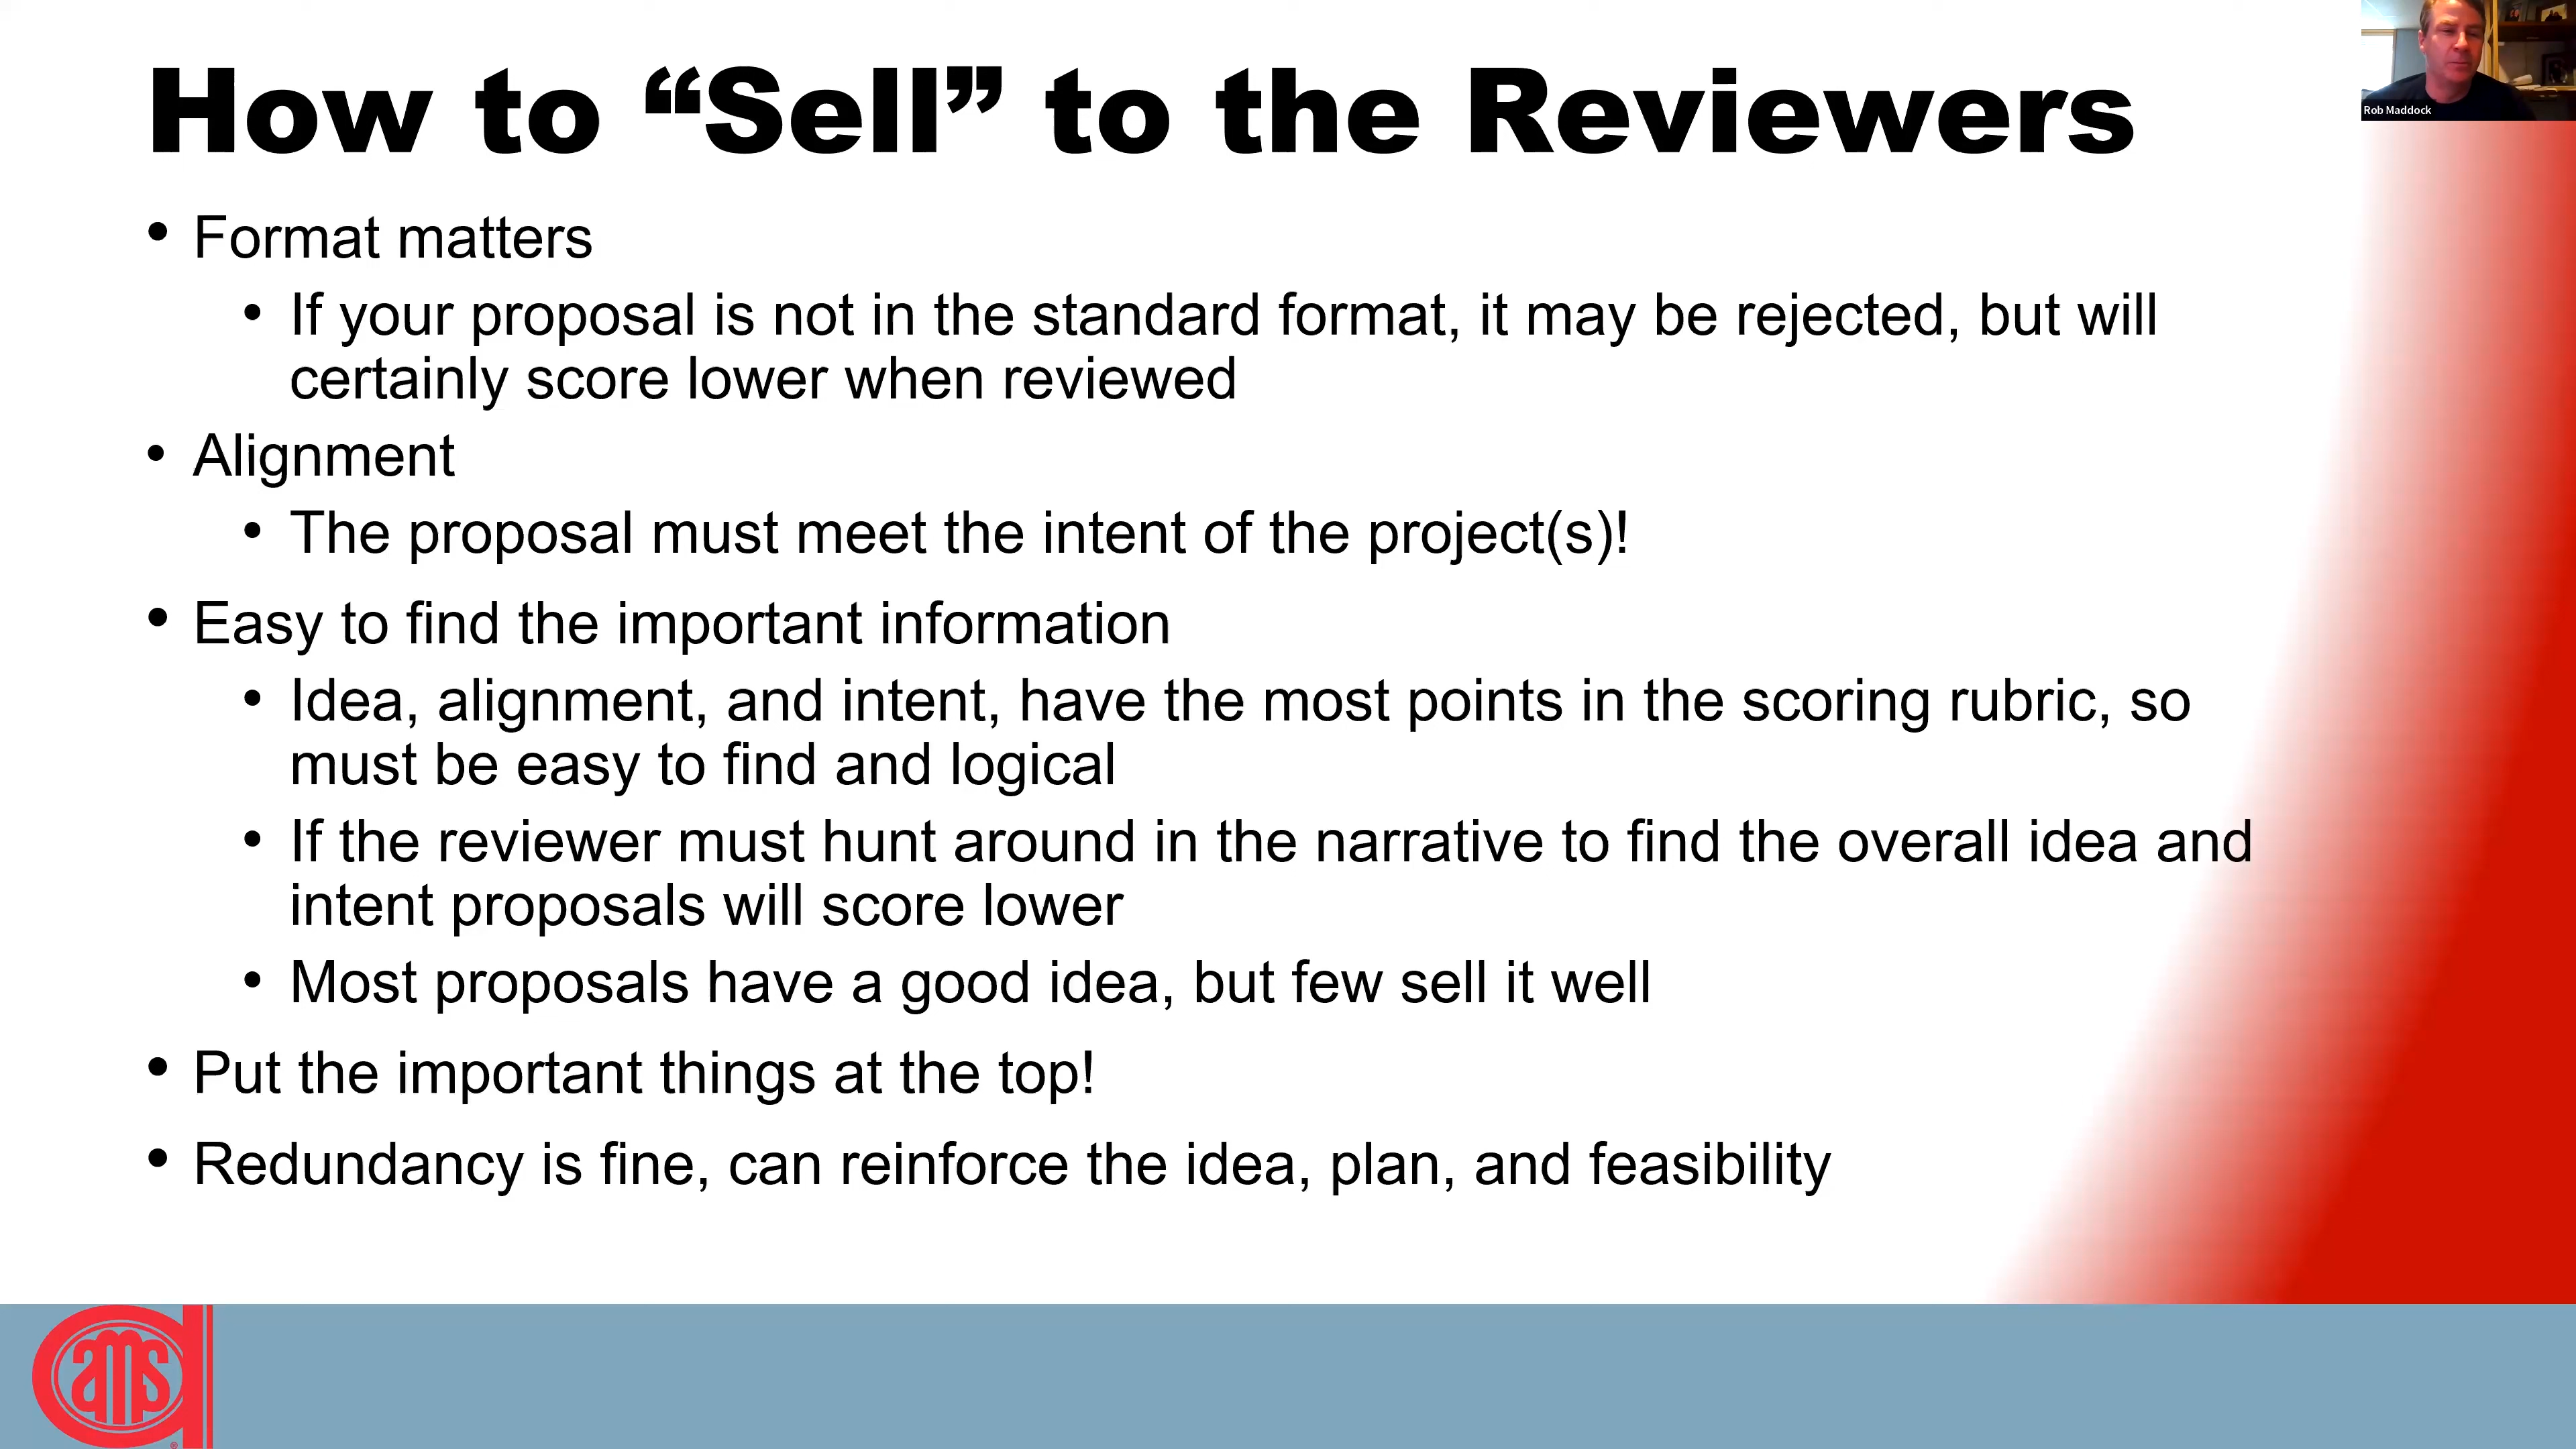 How to “Sell” to the Reviewers
Rob Maddock
• Format matters
• If your proposal is not in the standard format, it may be rejected, but will
certainly score lower when reviewed
• Alignment
• The proposal must meet the intent of the project(s)!
• Easy to find the important information
• Idea, alignment, and intent, have the most points in the scoring rubric, so
must be easy to find and logical
• If the reviewer must hunt around in the narrative to find the overall idea and
intent proposals will score lower
• Most proposals have a good idea, but few sell it well
• Put the important things at the top!
• Redundancy is fine, can reinforce the idea, plan, and feasibility
ams
®